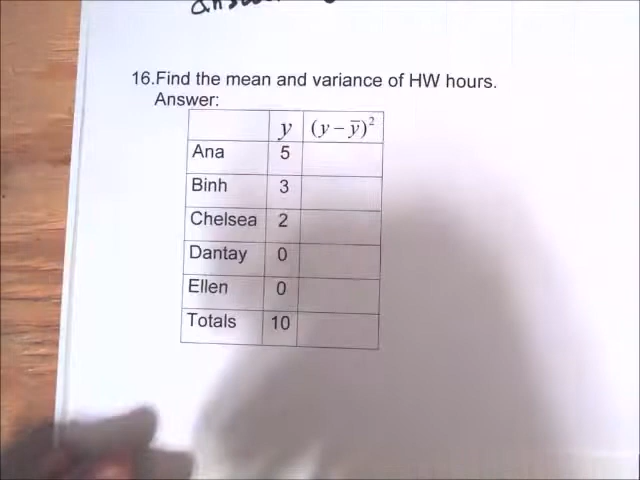 16.Find the mean and variance of HW hours.
Answer:
y (y – ȳ)²
Ana 5
Binh 3
Chelsea 2
Dantay 0
Ellen 0
Totals 10